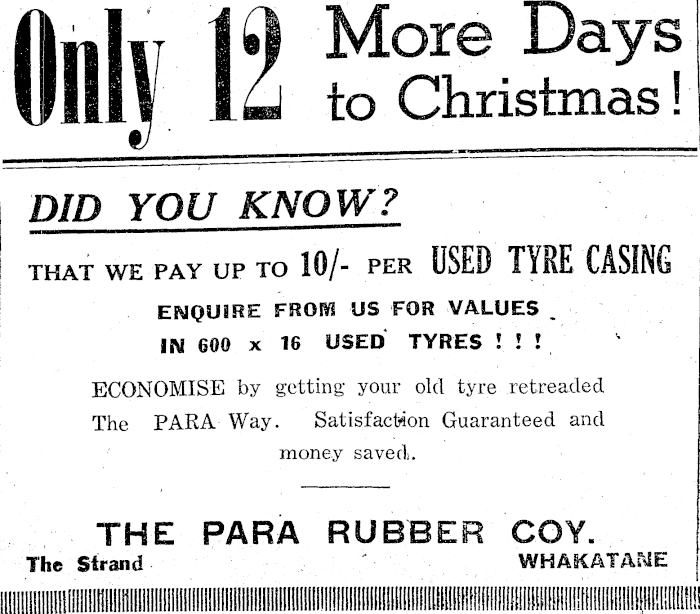 Only 12 More Days
to Christmas!
DID YOU KNOW?
THAT WE PAY UP TO 10/- PER USED TYRE CASING
ENQUIRE FROM US FOR VALUES
IN 600 x 16 USED TYRES ! ! !
ECONOMISE by getting your old tyre retreaded
The PARA Way. Satisfaction Guaranteed and
money saved.
THE PARA RUBBER COY.
The Strand WHAKATANE